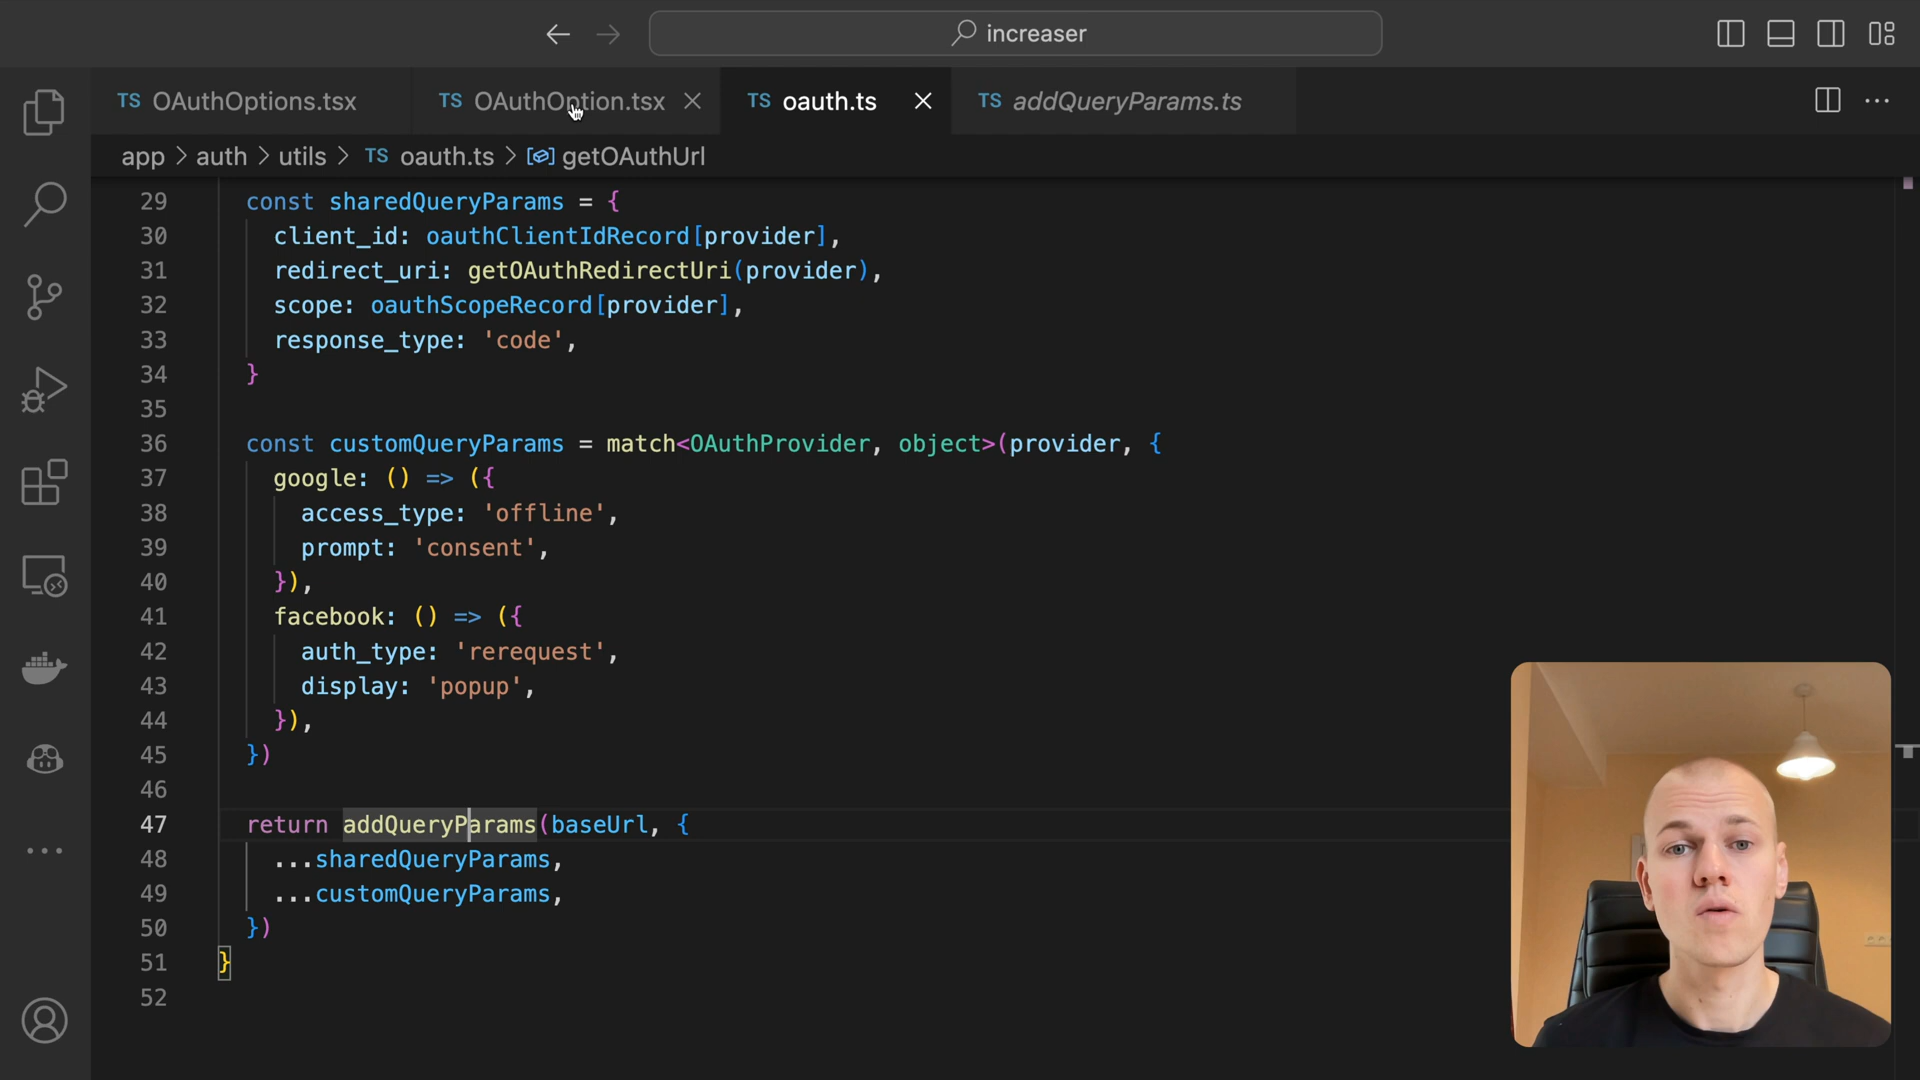 increaser
TS OAuthOptions.tsx TS OAuthOption.tsx TS oauth.ts TS addQueryParams.ts
app > auth > utils > TS oauth.ts > getOAuthUrl
29 const sharedQueryParams = {
30 client_id: oauthClientIdRecord[provider],
31 redirect_uri: getOAuthRedirectUri(provider),
32 scope: oauthScopeRecord[provider],
33 response_type: 'code',
34 }
35
36 const customQueryParams = match<OAuthProvider, object>(provider, {
37 google: () => ({
38 access_type: 'offline',
39 prompt: 'consent',
40 }),
41 facebook: () => ({
42 auth_type: 'rerequest',
43 display: 'popup',
44 }),
45 })
46
47 return addQueryParams(baseUrl, {
48 ...sharedQueryParams,
49 ...customQueryParams,
50 })
51 }
52